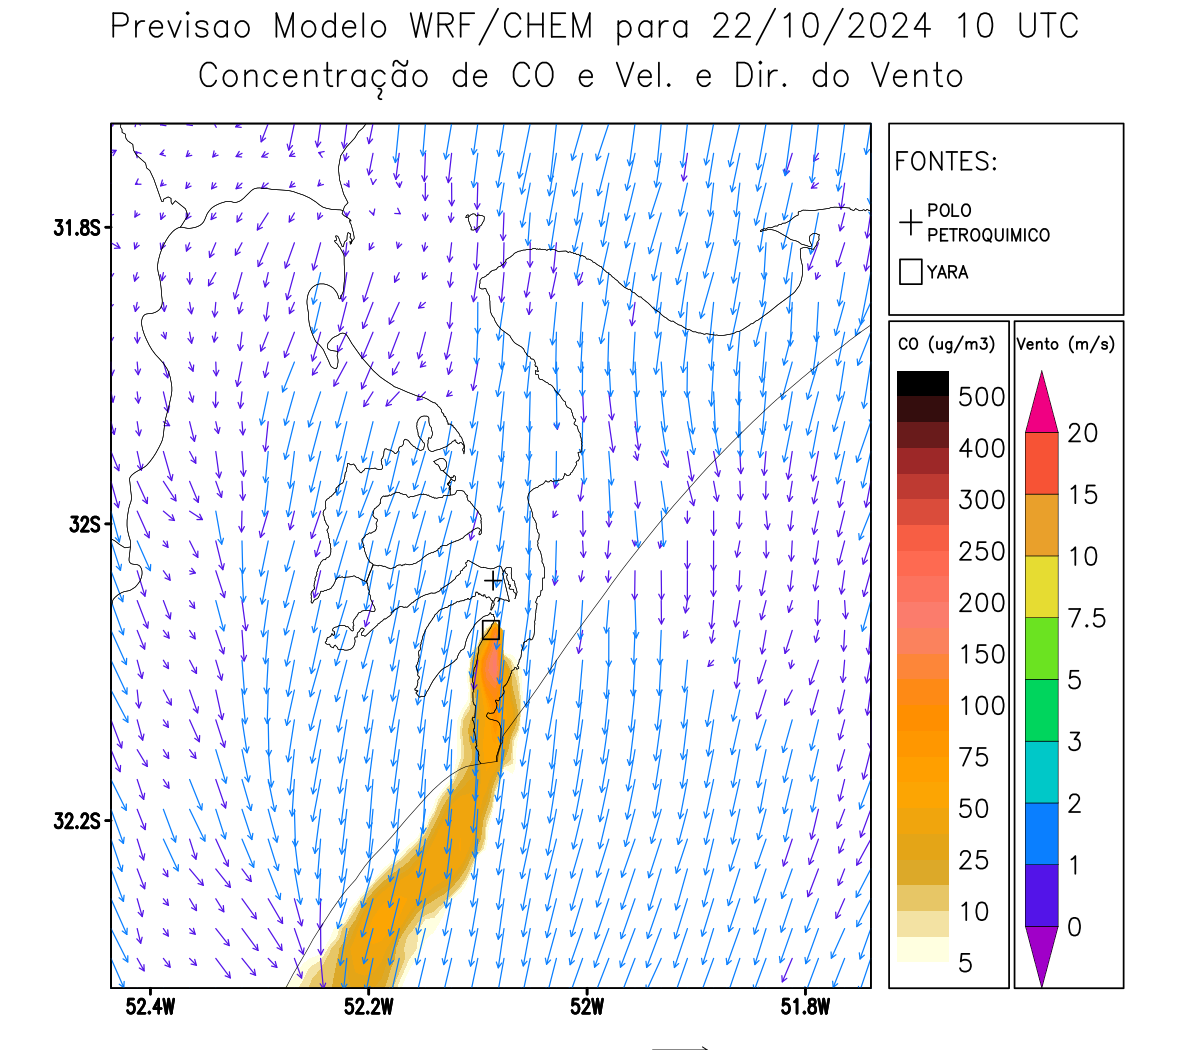 Previsao Modelo WRF/CHEM para 22/10/2024 10 UTC
Concentração de CO e Vel. e Dir. do Vento
FONTES:
POLO
PETROQUIMICO
YARA
CO (ug/m3)
500
400
300
250
200
150
100
75
50
25
10
5
Vento (m/s)
20
15
10
7.5
5
3
2
1
0
31.8S
32S
32.2S
52.4W
52.2W
52W
51.8W